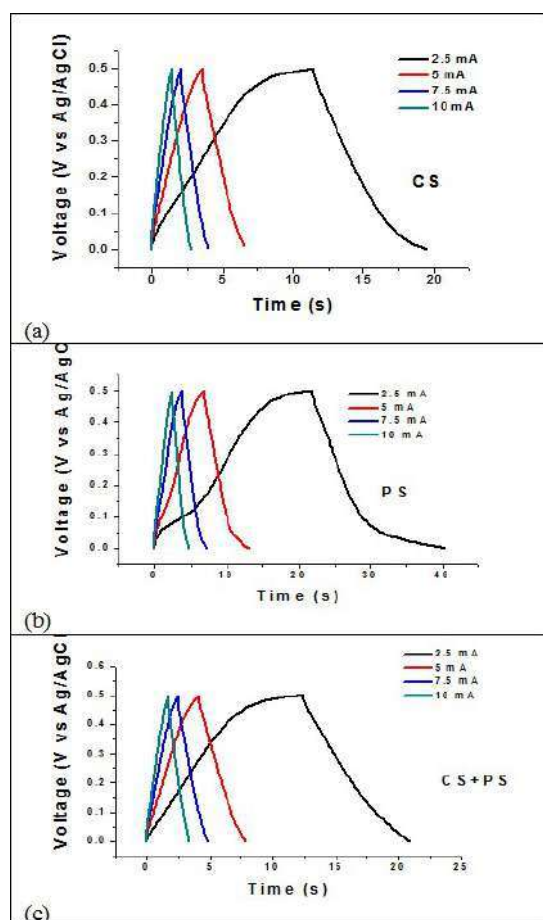 Voltage (V vs Ag/AgCl)
0.5
0.4
0.3
0.2
0.1
0.0
2.5 mA
5 mA
7.5 mA
10 mA
CS
0 5 10 15 20
Time (s)
(a)
Voltage (V vs Ag/AgCl
0.5
0.4
0.3
0.2
0.1
0.0
2.5 mA
5 mA
7.5 mA
10 mA
PS
0 10 20 30 40
Time (s)
(b)
Voltage (V vs Ag/AgCl
0.6
0.5
0.4
0.3
0.2
0.1
0.0
2.5 mA
5 mA
7.5 mA
10 mA
CS+PS
0 5 10 15 20 25
Time (s)
(c)